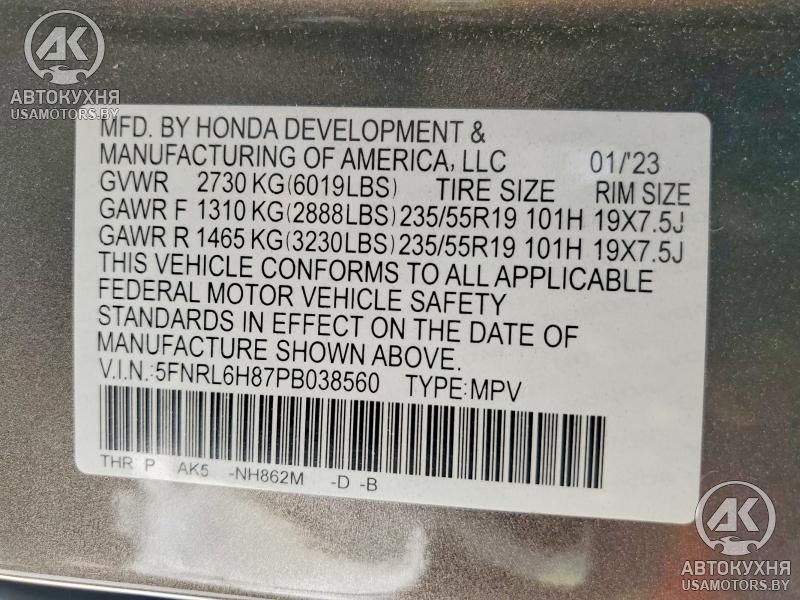 AK
АВТОКУХНЯ
USAMOTORS.BY
MFD. BY HONDA DEVELOPMENT &
MANUFACTURING OF AMERICA, LLC 01/'23
GVWR 2730 KG(6019LBS) TIRE SIZE RIM SIZE
GAWR F 1310 KG(2888LBS) 235/55R19 101H 19X7.5J
GAWR R 1465 KG(3230LBS) 235/55R19 101H 19X7.5J
THIS VEHICLE CONFORMS TO ALL APPLICABLE
FEDERAL MOTOR VEHICLE SAFETY
STANDARDS IN EFFECT ON THE DATE OF
MANUFACTURE SHOWN ABOVE.
V.I.N.:5FNRL6H87PB038560 TYPE:MPV
THR P AK5 -NH862M -D -B
AK
АВТОКУХНЯ
USAMOTORS.BY